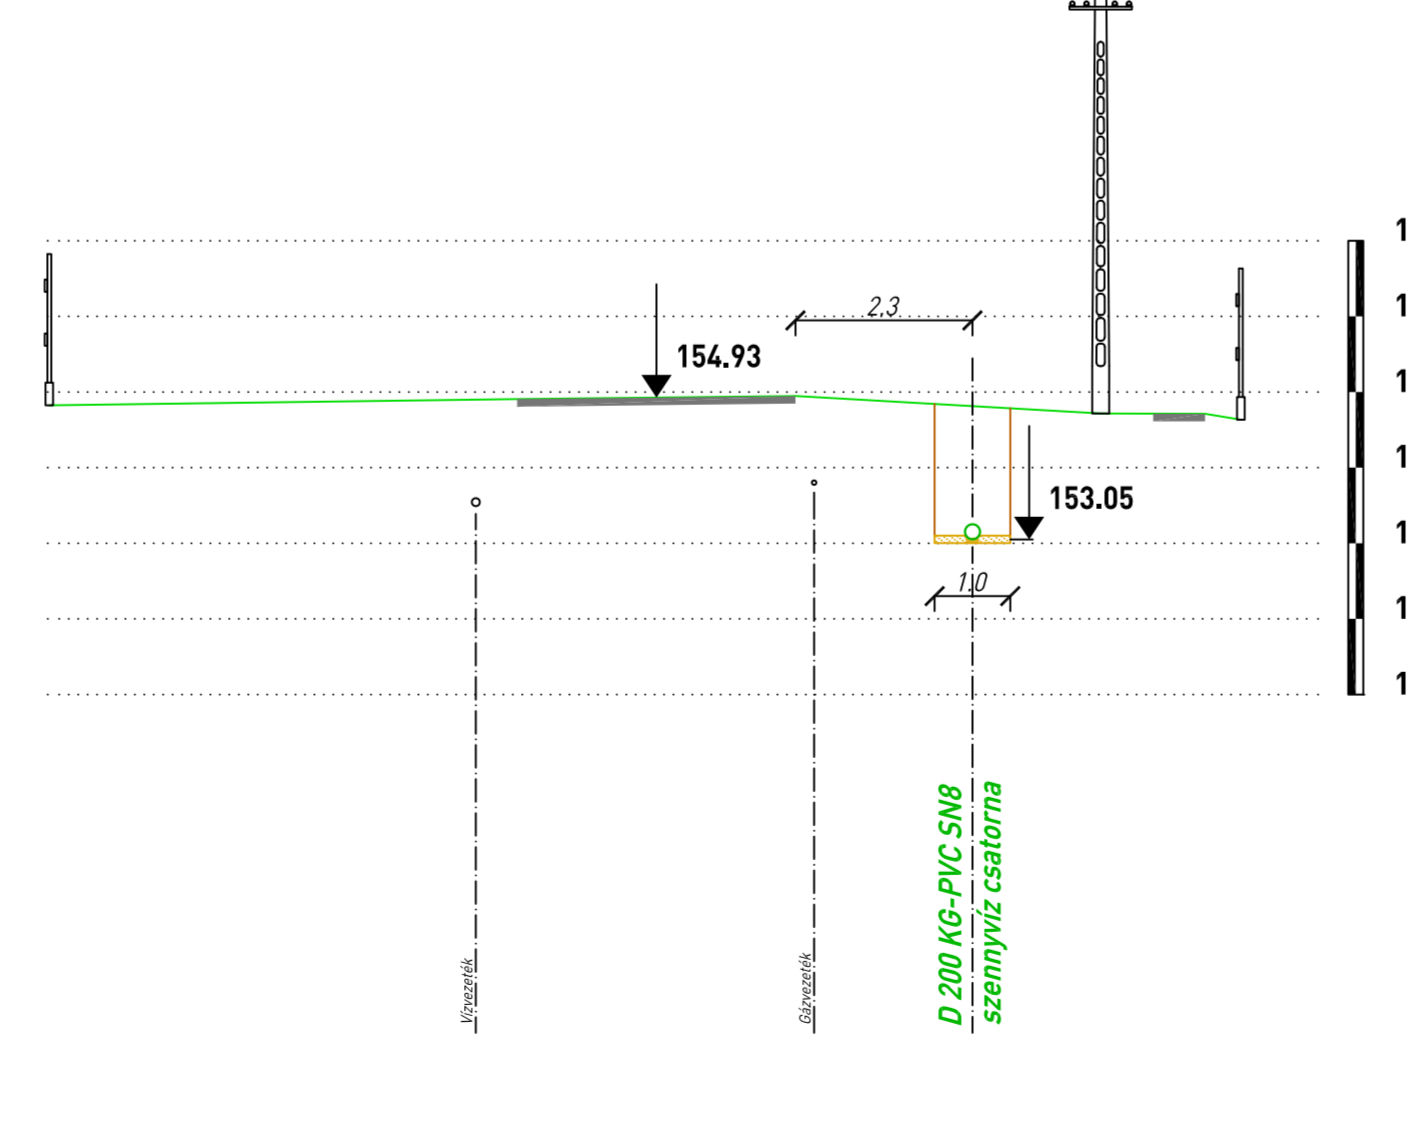 1
2.3
1
154.93
1
1
153.05
1
1.0
1
1
Vízvezeték
Gázvezeték
D 200 KG-PVC SN8
szennyvíz csatorna